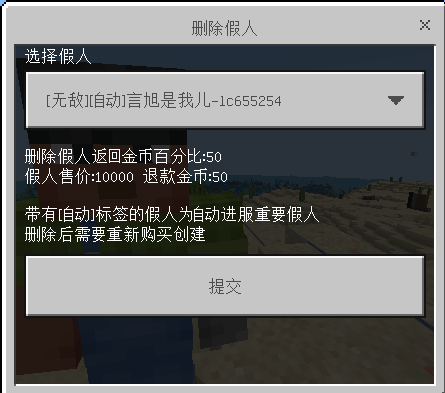 删除假人
×
选择假人
[无敌][自动]言旭是我儿-1c655254
删除假人返回金币百分比:50
假人售价:10000 退款金币:50
带有[自动]标签的假人为自动进服重要假人
删除后需要重新购买创建
提交